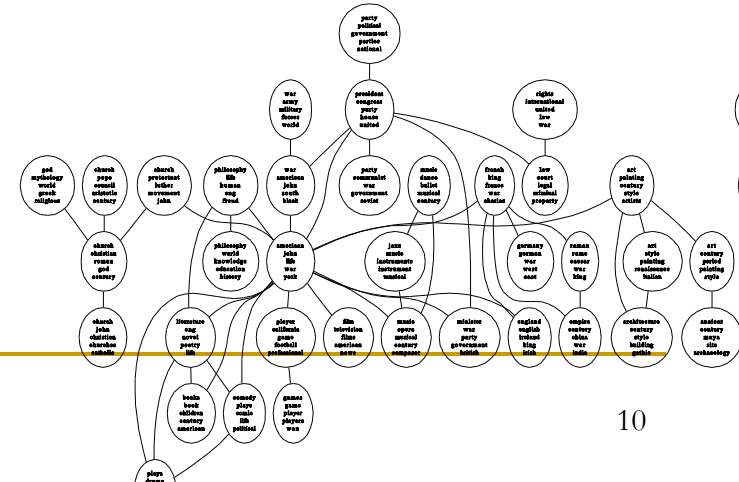 party
political
government
parties
national
war
army
military
forces
world
president
congress
party
house
united
rights
international
united
law
war
god
mythology
world
greek
religious
church
pope
council
aristotle
century
church
protestant
luther
movement
john
philosophy
life
human
eng
freud
war
american
john
south
black
party
communist
war
government
soviet
music
dance
ballet
musical
century
french
king
france
war
charles
law
court
legal
criminal
property
art
painting
century
style
artists
church
christian
roman
god
century
philosophy
world
knowledge
education
history
american
john
life
war
york
jazz
music
instruments
instrument
musical
germany
german
war
west
east
roman
rome
caesar
war
king
art
style
painting
renaissance
italian
art
century
period
painting
style
church
john
christian
churches
catholic
literature
eng
novel
poetry
life
player
california
game
football
professional
film
television
films
american
news
music
opera
musical
century
composer
minister
war
party
government
british
england
english
ireland
king
irish
empire
century
china
war
india
architecture
century
style
building
gothic
ancient
century
maya
site
archaeology
books
book
children
century
american
comedy
plays
comic
life
political
games
game
player
players
won
10
plays
drama